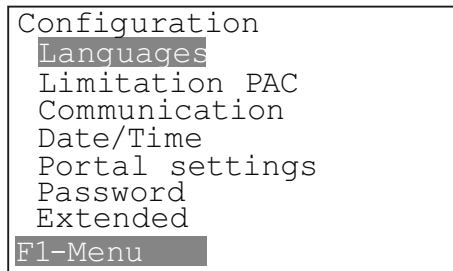 Configuration
Languages
Limitation PAC
Communication
Date/Time
Portal settings
Password
Extended
F1-Menu